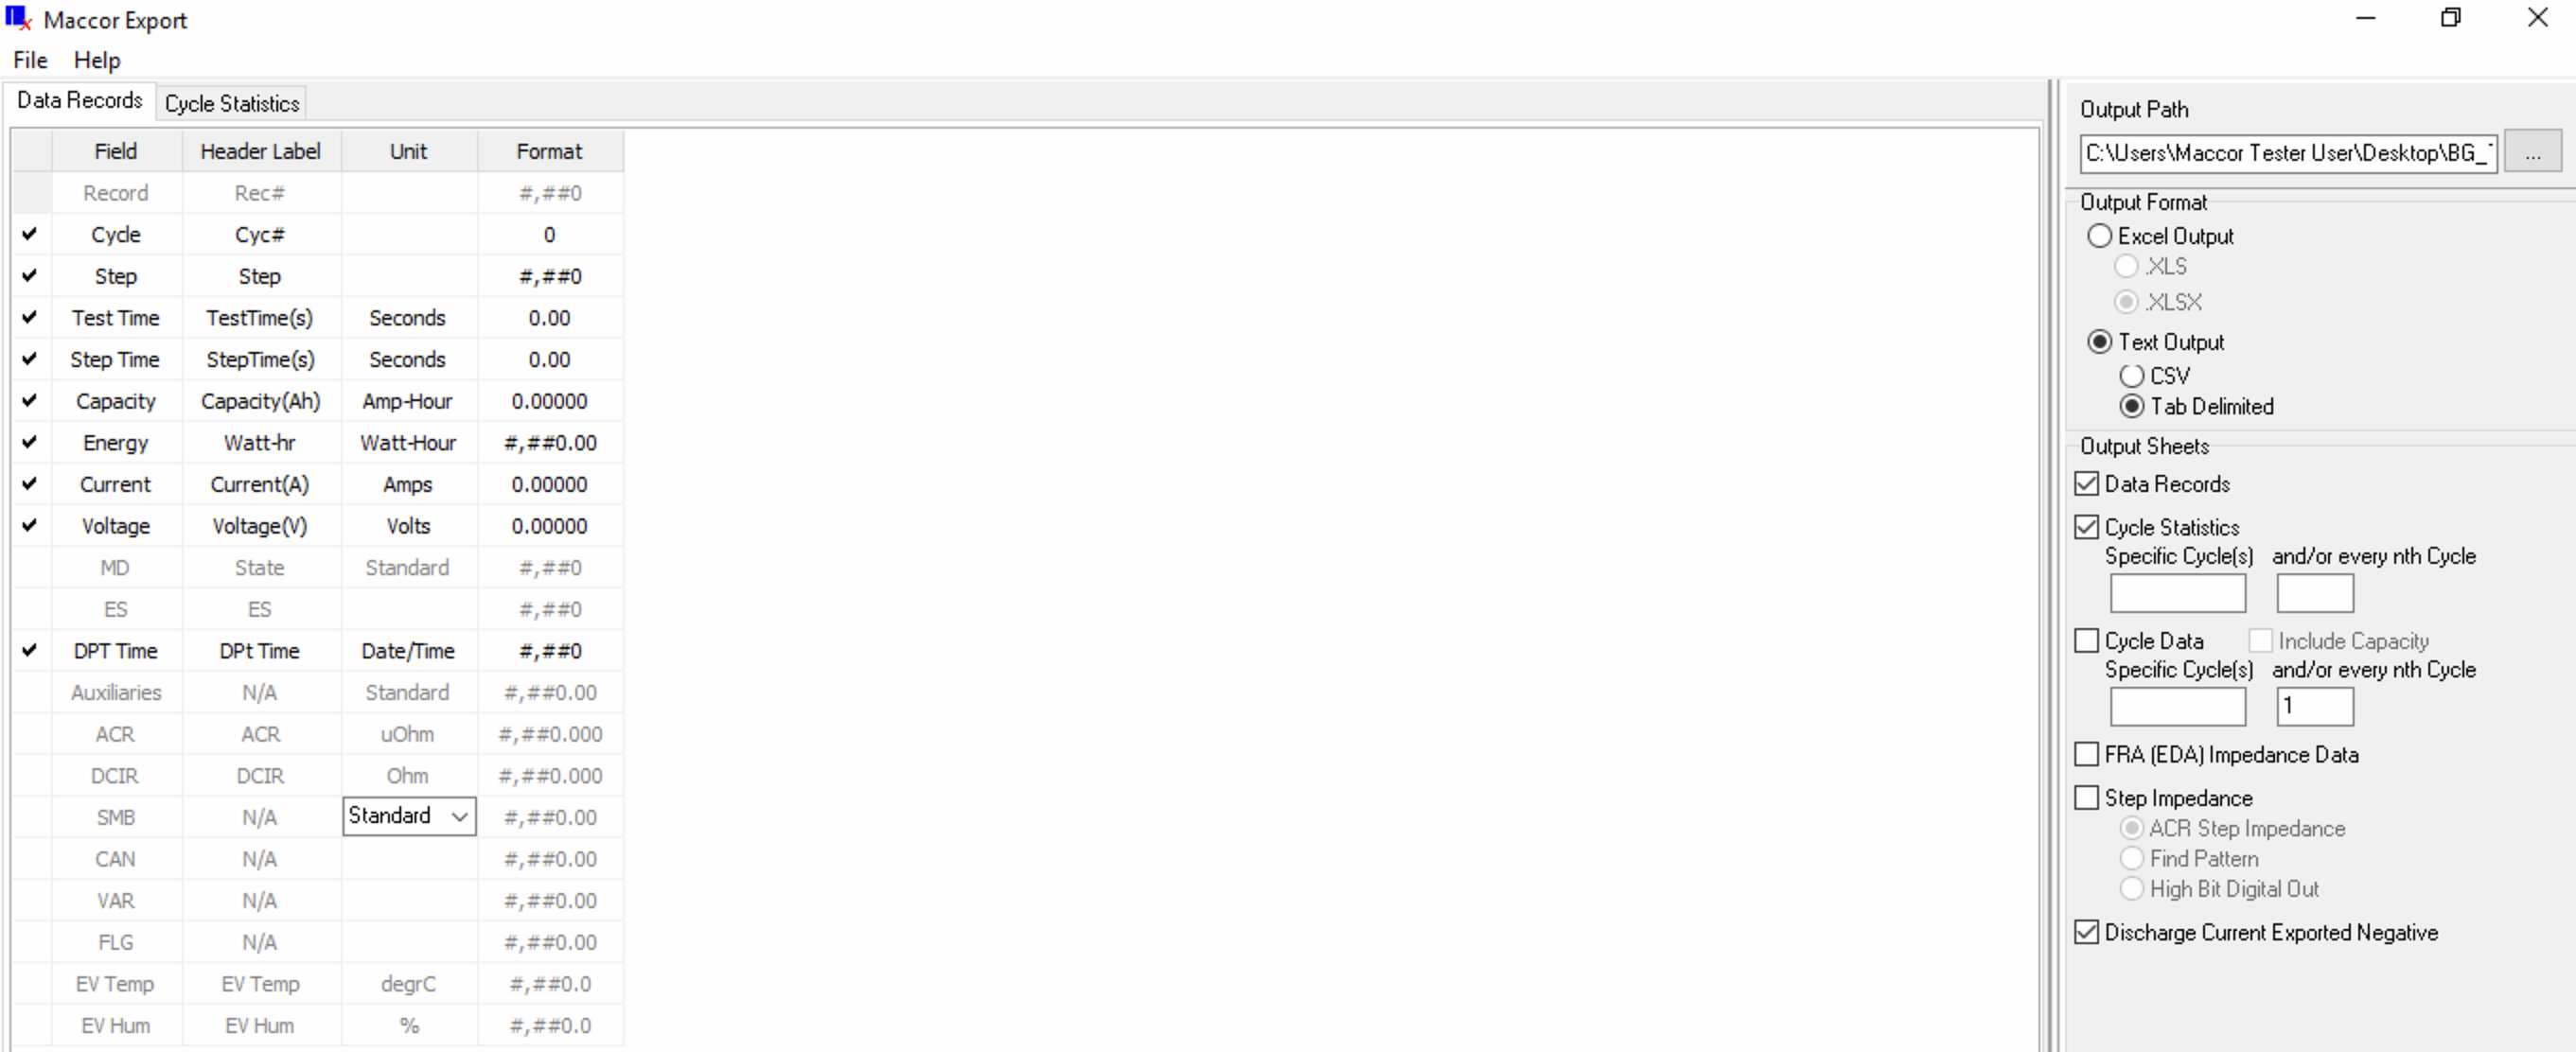 Maccor Export
File Help
Data Records Cycle Statistics
Field Header Label Unit Format
Record Rec# #,##0
Cycle Cyc# 0
Step Step #,##0
Test Time TestTime(s) Seconds 0.00
Step Time StepTime(s) Seconds 0.00
Capacity Capacity(Ah) Amp-Hour 0.00000
Energy Watt-hr Watt-Hour #,##0.00
Current Current(A) Amps 0.00000
Voltage Voltage(V) Volts 0.00000
MD State Standard #,##0
ES ES #,##0
DPT Time DPt Time Date/Time #,##0
Auxiliaries N/A Standard #,##0.00
ACR ACR uOhm #,##0.000
DCIR DCIR Ohm #,##0.000
SMB N/A Standard #,##0.00
CAN N/A #,##0.00
VAR N/A #,##0.00
FLG N/A #,##0.00
EV Temp EV Temp degrC #,##0.0
EV Hum EV Hum % #,##0.0
Output Path
C:\Users\Maccor Tester User\Desktop\BG_ ...
Output Format
Excel Output
.XLS
.XLSX
Text Output
CSV
Tab Delimited
Output Sheets
Data Records
Cycle Statistics
Specific Cycle(s) and/or every nth Cycle
Cycle Data Include Capacity
Specific Cycle(s) and/or every nth Cycle
1
FRA (EDA) Impedance Data
Step Impedance
ACR Step Impedance
Find Pattern
High Bit Digital Out
Discharge Current Exported Negative